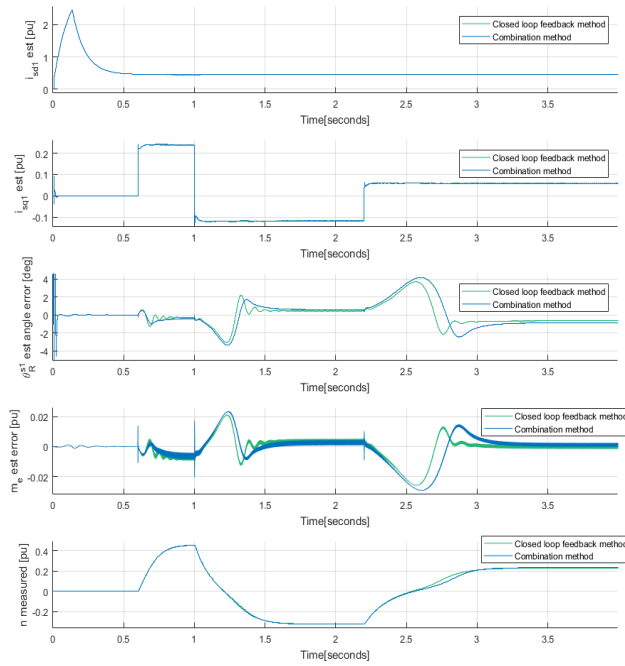 i_sd1 est [pu]
2
1
0
Closed loop feedback method
Combination method
0 0.5 1 1.5 2 2.5 3 3.5
Time[seconds]
i_sq1 est [pu]
0.2
0.1
0
-0.1
Closed loop feedback method
Combination method
0 0.5 1 1.5 2 2.5 3 3.5
Time[seconds]
θ_R^s1 est angle error [deg]
4
2
0
-2
-4
Closed loop feedback method
Combination method
0 0.5 1 1.5 2 2.5 3 3.5
Time[seconds]
m_e est error [pu]
0.02
0
-0.02
Closed loop feedback method
Combination method
0 0.5 1 1.5 2 2.5 3 3.5
Time[seconds]
n measured [pu]
0.4
0.2
0
-0.2
Closed loop feedback method
Combination method
0 0.5 1 1.5 2 2.5 3 3.5
Time[seconds]